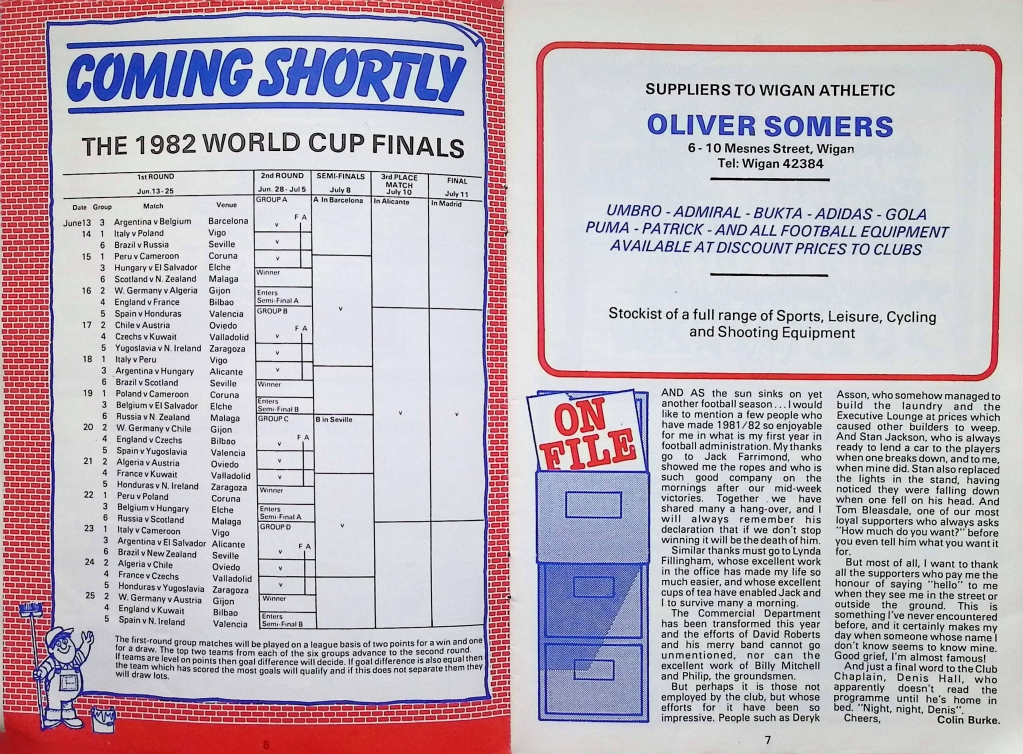 COMING SHORTLY
THE 1982 WORLD CUP FINALS
1st ROUND
Jun.13 - 25
2nd ROUND
Jun. 28 - Jul 5
SEMI-FINALS
July 8
3rd PLACE
MATCH
July 10
FINAL
July 11
Date Group Match Venue
June13 3 Argentina v Belgium Barcelona
14 1 Italy v Poland Vigo
6 Brazil v Russia Seville
15 1 Peru v Cameroon Coruna
3 Hungary v El Salvador Elche
6 Scotland v N. Zealand Malaga
16 2 W. Germany v Algeria Gijon
4 England v France Bilbao
5 Spain v Honduras Valencia
17 2 Chile v Austria Oviedo
4 Czechs v Kuwait Valladolid
5 Yugoslavia v N. Ireland Zaragoza
18 1 Italy v Peru Vigo
3 Argentina v Hungary Alicante
6 Brazil v Scotland Seville
19 1 Poland v Cameroon Coruna
3 Belgium v El Salvador Elche
6 Russia v N. Zealand Malaga
20 2 W. Germany v Chile Gijon
4 England v Czechs Bilbao
5 Spain v Yugoslavia Valencia
21 2 Algeria v Austria Oviedo
4 France v Kuwait Valladolid
5 Honduras v N. Ireland Zaragoza
22 1 Peru v Poland Coruna
3 Belgium v Hungary Elche
6 Russia v Scotland Malaga
23 1 Italy v Cameroon Vigo
3 Argentina v El Salvador Alicante
6 Brazil v New Zealand Seville
24 2 Algeria v Chile Oviedo
4 France v Czechs Valladolid
5 Honduras v Yugoslavia Zaragoza
25 2 W. Germany v Austria Gijon
4 England v Kuwait Bilbao
5 Spain v N. Ireland Valencia
GROUP A
F A
v
v
v
Winner
Enters
Semi-Final A
GROUP B
F A
v
v
v
Winner
Enters
Semi-Final B
GROUP C
F A
v
v
v
Winner
Enters
Semi-Final A
GROUP D
F A
v
v
v
Winner
Enters
Semi-Final B
A In Barcelona
v
B in Seville
v
In Alicante
v
In Madrid
v
The first-round group matches will be played on a league basis of two points for a win and one
for a draw. The top two teams from each of the six groups advance to the second round.
If teams are level on points then goal difference will decide. If goal difference is also equal then
the team which has scored the most goals will qualify and if this does not separate them they
will draw lots.
6
SUPPLIERS TO WIGAN ATHLETIC
OLIVER SOMERS
6 - 10 Mesnes Street, Wigan
Tel: Wigan 42384
UMBRO - ADMIRAL - BUKTA - ADIDAS - GOLA
PUMA - PATRICK - AND ALL FOOTBALL EQUIPMENT
AVAILABLE AT DISCOUNT PRICES TO CLUBS
Stockist of a full range of Sports, Leisure, Cycling
and Shooting Equipment
ON
FILE
AND AS the sun sinks on yet
another football season . . . I would
like to mention a few people who
have made 1981/82 so enjoyable
for me in what is my first year in
football administration. My thanks
go to Jack Farrimond, who
showed me the ropes and who is
such good company on the
mornings after our mid-week
victories. Together we have
shared many a hang-over, and I
will always remember his
declaration that if we don't stop
winning it will be the death of him.
Similar thanks must go to Lynda
Fillingham, whose excellent work
in the office has made my life so
much easier, and whose excellent
cups of tea have enabled Jack and
I to survive many a morning.
The Commercial Department
has been transformed this year
and the efforts of David Roberts
and his merry band cannot go
unmentioned, nor can the
excellent work of Billy Mitchell
and Philip, the groundsmen.
But perhaps it is those not
employed by the club, but whose
efforts for it have been so
impressive. People such as Deryk
Asson, who somehow managed to
build the laundry and the
Executive Lounge at prices which
caused other builders to weep.
And Stan Jackson, who is always
ready to lend a car to the players
when one breaks down, and to me,
when mine did. Stan also replaced
the lights in the stand, having
noticed they were falling down
when one fell on his head. And
Tom Bleasdale, one of our most
loyal supporters who always asks
"How much do you want?" before
you even tell him what you want it
for.
But most of all, I want to thank
all the supporters who pay me the
honour of saying "hello" to me
when they see me in the street or
outside the ground. This is
something I've never encountered
before, and it certainly makes my
day when someone whose name I
don't know seems to know mine.
Good grief, I'm almost famous!
And just a final word to the Club
Chaplain, Denis Hall, who
apparently doesn't read the
programme until he's home in
bed. "Night, night, Denis".
Cheers, Colin Burke.
7